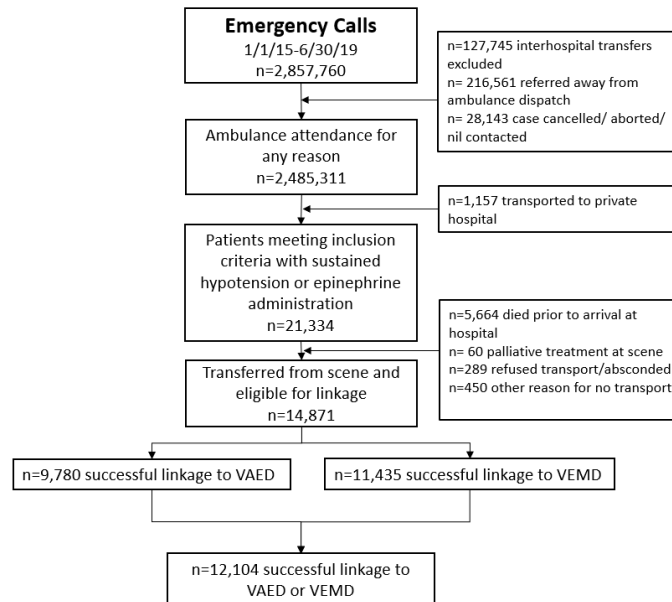 Emergency Calls
1/1/15-6/30/19
n=2,857,760
n=127,745 interhospital transfers
excluded
n= 216,561 referred away from
ambulance dispatch
n= 28,143 case cancelled/ aborted/
nil contacted
Ambulance attendance for
any reason
n=2,485,311
n=1,157 transported to private
hospital
Patients meeting inclusion
criteria with sustained
hypotension or epinephrine
administration
n=21,334
n=5,664 died prior to arrival at
hospital
n= 60 palliative treatment at scene
n=289 refused transport/absconded
n=450 other reason for no transport
Transferred from scene and
eligible for linkage
n=14,871
n=9,780 successful linkage to VAED
n=11,435 successful linkage to VEMD
n=12,104 successful linkage to
VAED or VEMD